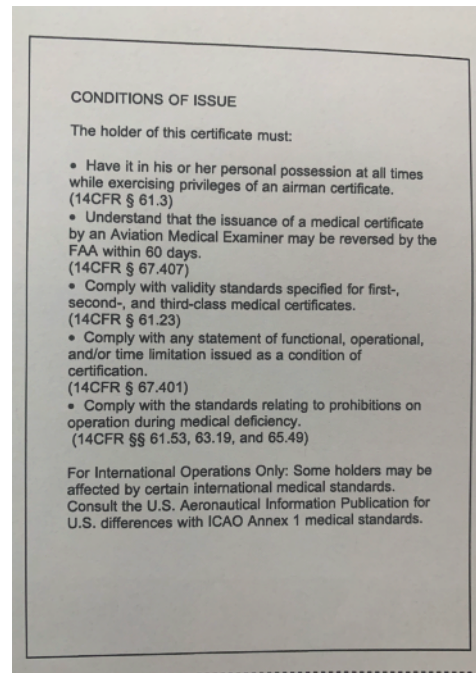 CONDITIONS OF ISSUE
The holder of this certificate must:
• Have it in his or her personal possession at all times
while exercising privileges of an airman certificate.
(14CFR § 61.3)
• Understand that the issuance of a medical certificate
by an Aviation Medical Examiner may be reversed by the
FAA within 60 days.
(14CFR § 67.407)
• Comply with validity standards specified for first-,
second-, and third-class medical certificates.
(14CFR § 61.23)
• Comply with any statement of functional, operational,
and/or time limitation issued as a condition of
certification.
(14CFR § 67.401)
• Comply with the standards relating to prohibitions on
operation during medical deficiency.
(14CFR §§ 61.53, 63.19, and 65.49)
For International Operations Only: Some holders may be
affected by certain international medical standards.
Consult the U.S. Aeronautical Information Publication for
U.S. differences with ICAO Annex 1 medical standards.